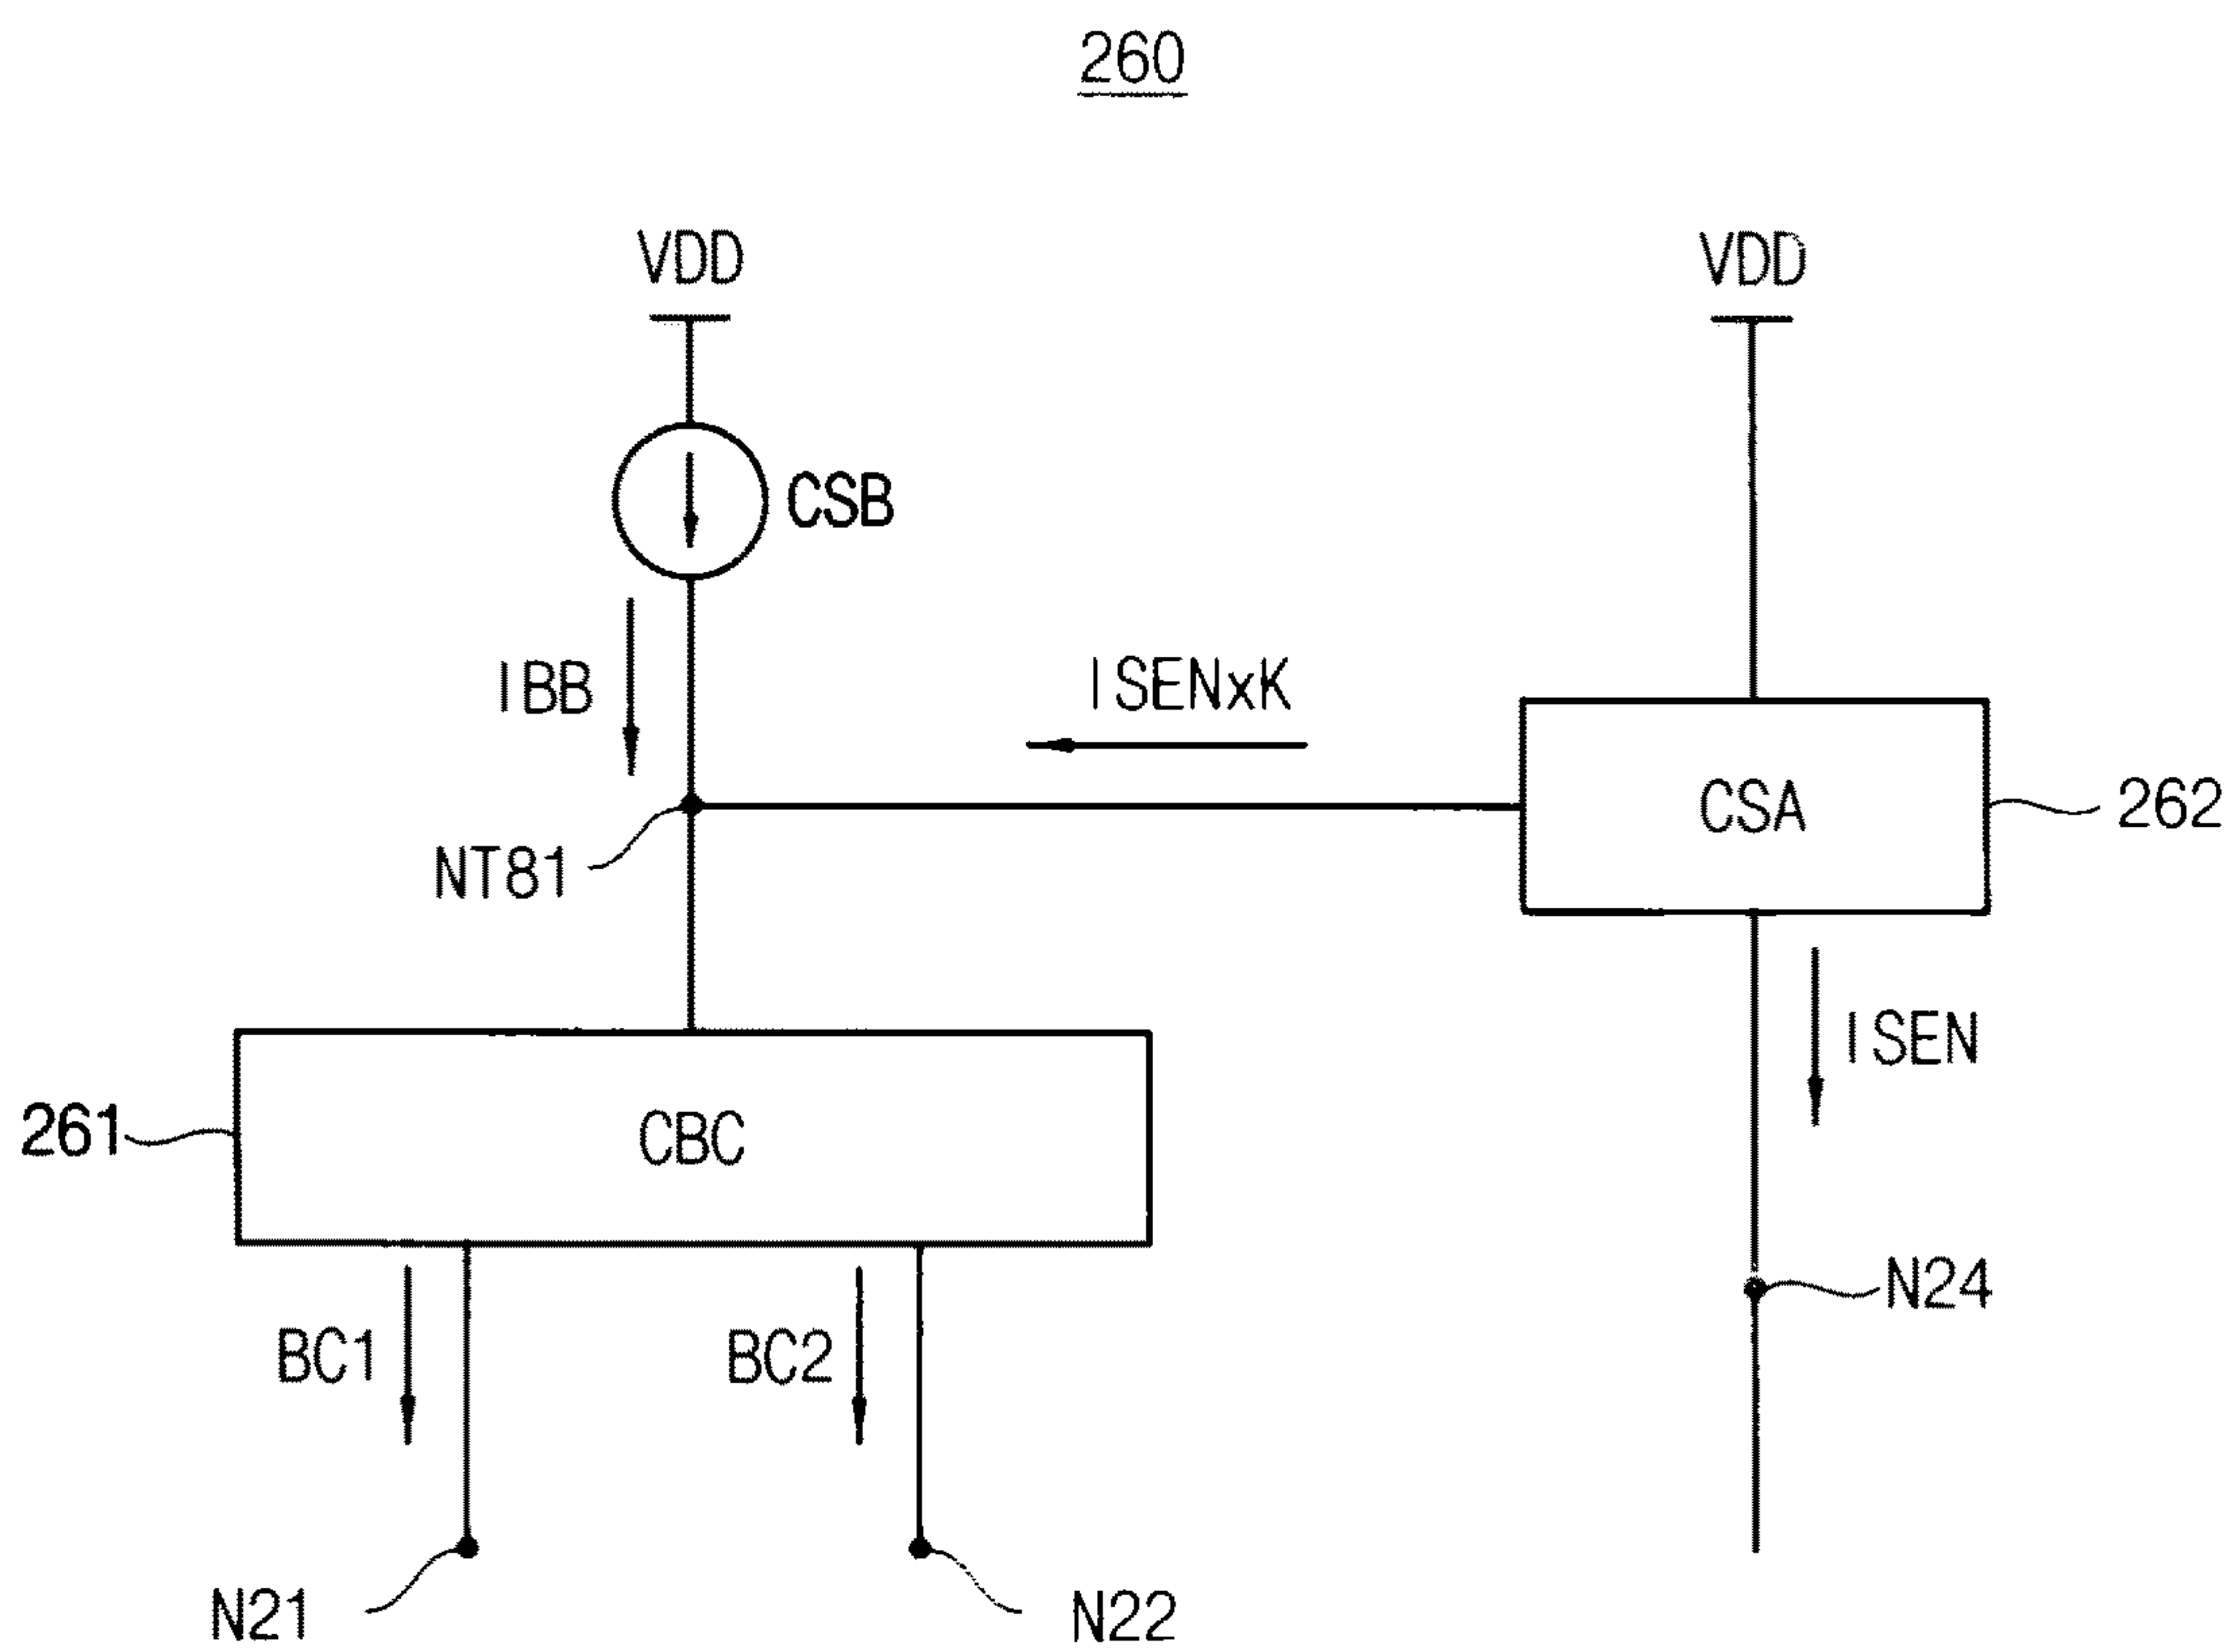 260
VDD
VDD
CSB
IBB
ISENxK
CSA
262
NT81
ISEN
261
CBC
N24
BC1
BC2
N21
N22